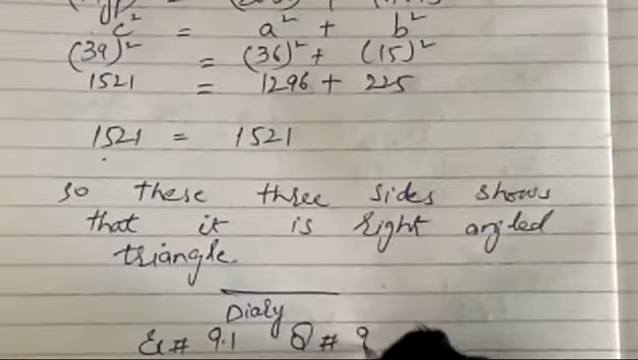 c² = a² + b²
(39)² = (36)² + (15)²
1521 = 1296 + 225
1521 = 1521
so these three sides shows
that it is right angled
triangle.
Diary
Ex# 9.1 Q#